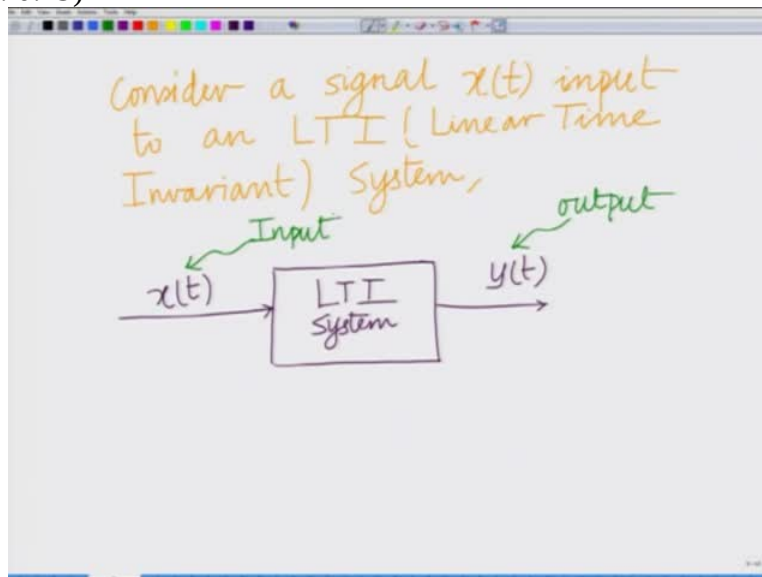 Consider a signal x(t) input
to an LTI (Linear Time
Invariant) System,
Input
output
x(t)
LTI
System
y(t)